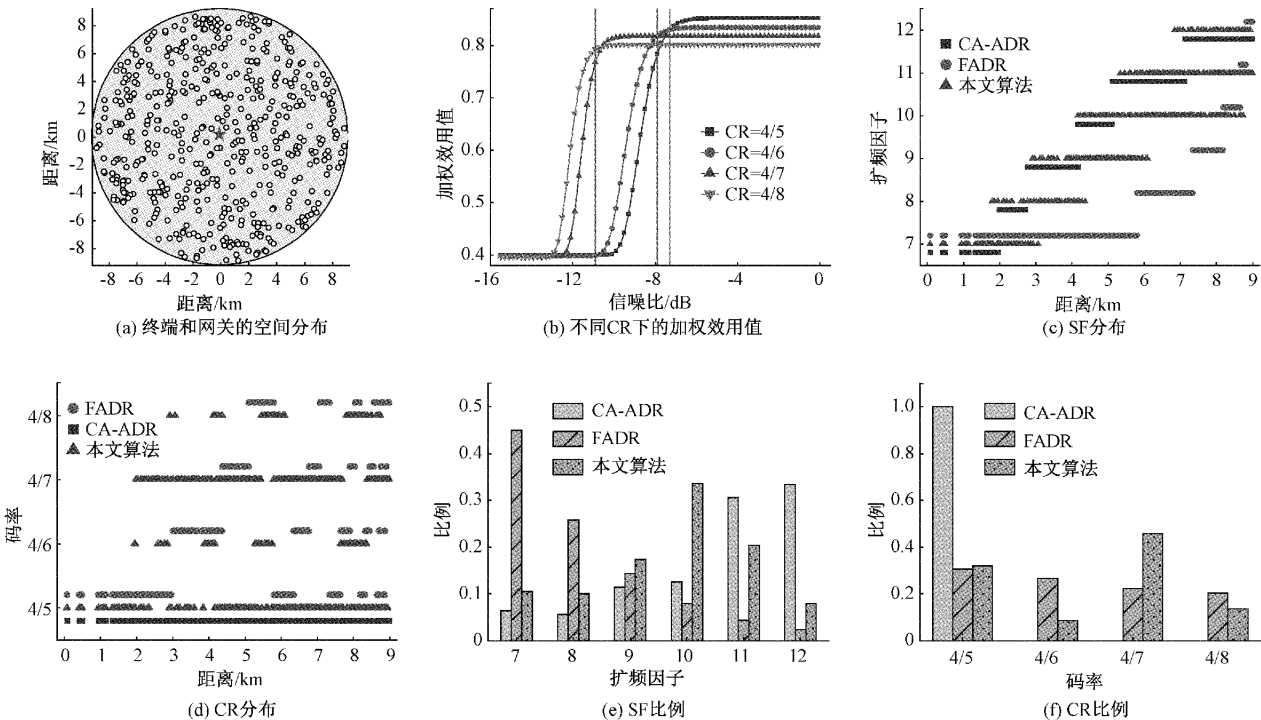 8
6
4
2
0
-2
-4
-6
-8
距离/km
-8 -6 -4 -2 0 2 4 6 8
距离/km
(a) 终端和网关的空间分布
0.8
0.7
0.6
0.5
0.4
加权效用值
CR=4/5
CR=4/6
CR=4/7
CR=4/8
-16 -12 -8 -4 0
信噪比/dB
(b) 不同CR下的加权效用值
12
11
10
9
8
7
扩频因子
CA-ADR
FADR
本文算法
0 1 2 3 4 5 6 7 8 9
距离/km
(c) SF分布
4/8
4/7
4/6
4/5
码率
FADR
CA-ADR
本文算法
0 1 2 3 4 5 6 7 8 9
距离/km
(d) CR分布
0.5
0.4
0.3
0.2
0.1
0
比例
CA-ADR
FADR
本文算法
7 8 9 10 11 12
扩频因子
(e) SF比例
1.0
0.8
0.6
0.4
0.2
0
比例
CA-ADR
FADR
本文算法
4/5 4/6 4/7 4/8
码率
(f) CR比例